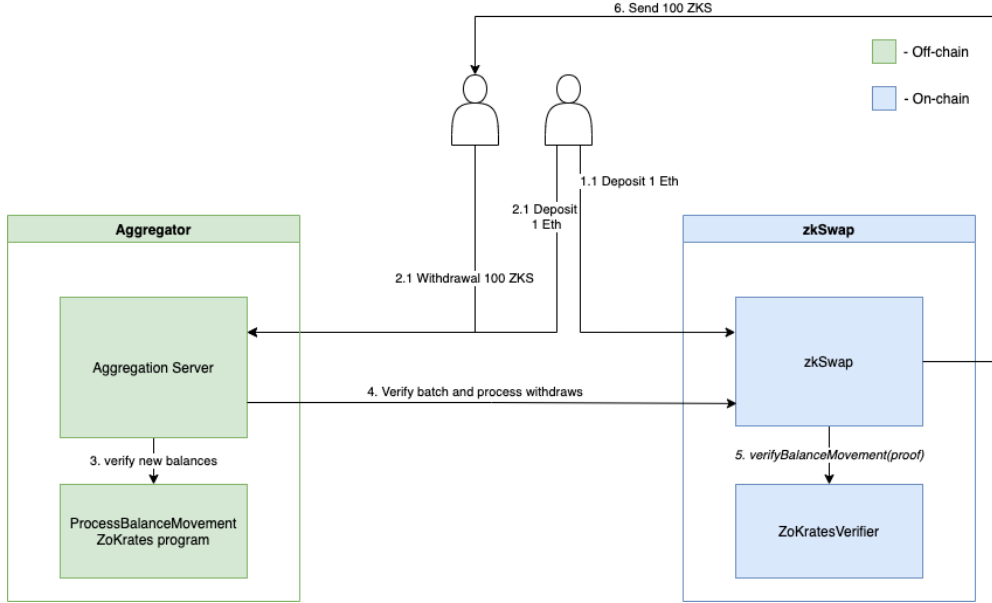 6. Send 100 ZKS
- Off-chain
- On-chain
1.1 Deposit 1 Eth
2.1 Deposit
1 Eth
Aggregator
zkSwap
2.1 Withdrawal 100 ZKS
Aggregation Server
zkSwap
4. Verify batch and process withdraws
3. verify new balances
5. verifyBalanceMovement(proof)
ProcessBalanceMovement
ZoKrates program
ZoKratesVerifier